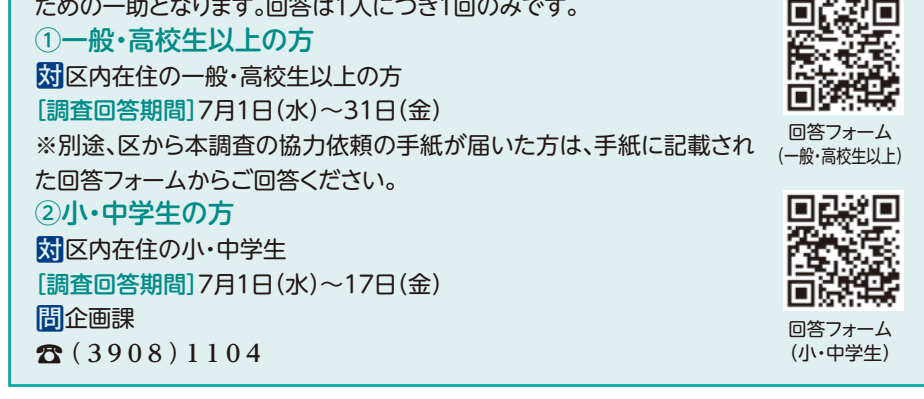 ための一助となります。回答は1人につき1回のみです。
①一般・高校生以上の方
対区内在住の一般・高校生以上の方
[調査回答期間]7月1日(水)～31日(金)
※別途、区から本調査の協力依頼の手紙が届いた方は、手紙に記載され
た回答フォームからご回答ください。
回答フォーム
(一般・高校生以上)
②小・中学生の方
対区内在住の小・中学生
[調査回答期間]7月1日(水)～17日(金)
問企画課
☎(3908)1104
回答フォーム
(小・中学生)